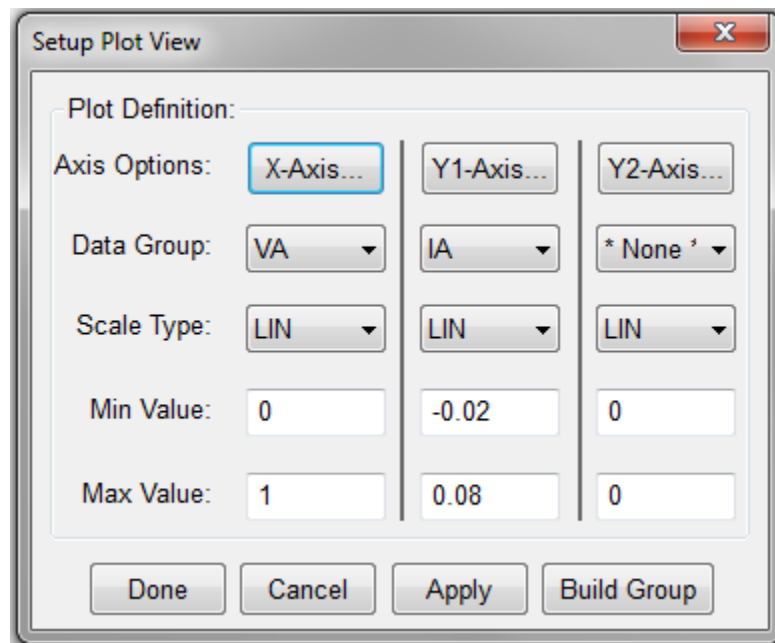 Setup Plot View
Plot Definition:
Axis Options: X-Axis... Y1-Axis... Y2-Axis...
Data Group: VA IA * None *
Scale Type: LIN LIN LIN
Min Value: 0 -0.02 0
Max Value: 1 0.08 0
Done Cancel Apply Build Group